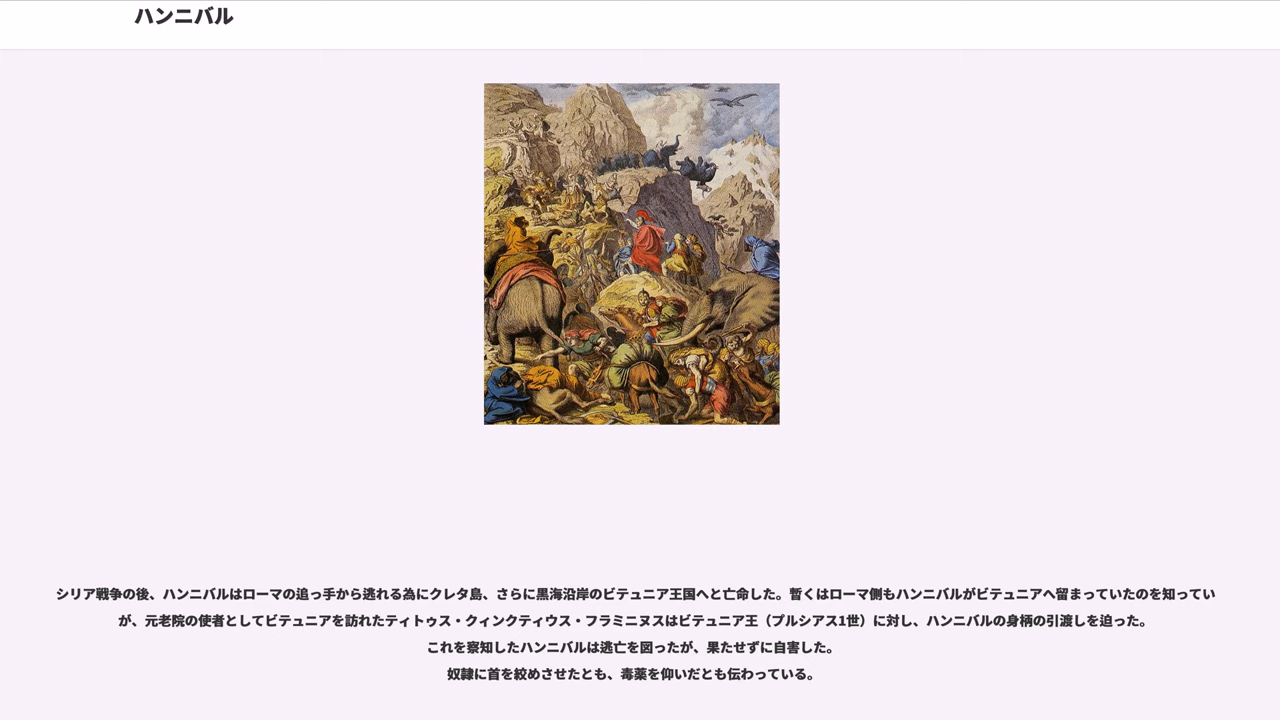 ハンニバル
シリア戦争の後、ハンニバルはローマの追っ手から逃れる為にクレタ島、さらに黒海沿岸のビテュニア王国へと亡命した。暫くはローマ側もハンニバルがビテュニアへ留まっていたのを知ってい
が、元老院の使者としてビテュニアを訪れたティトゥス・クィンクティウス・フラミニヌスはビテュニア王（プルシアス1世）に対し、ハンニバルの身柄の引渡しを迫った。
これを察知したハンニバルは逃亡を図ったが、果たせずに自害した。
奴隷に首を絞めさせたとも、毒薬を仰いだとも伝わっている。